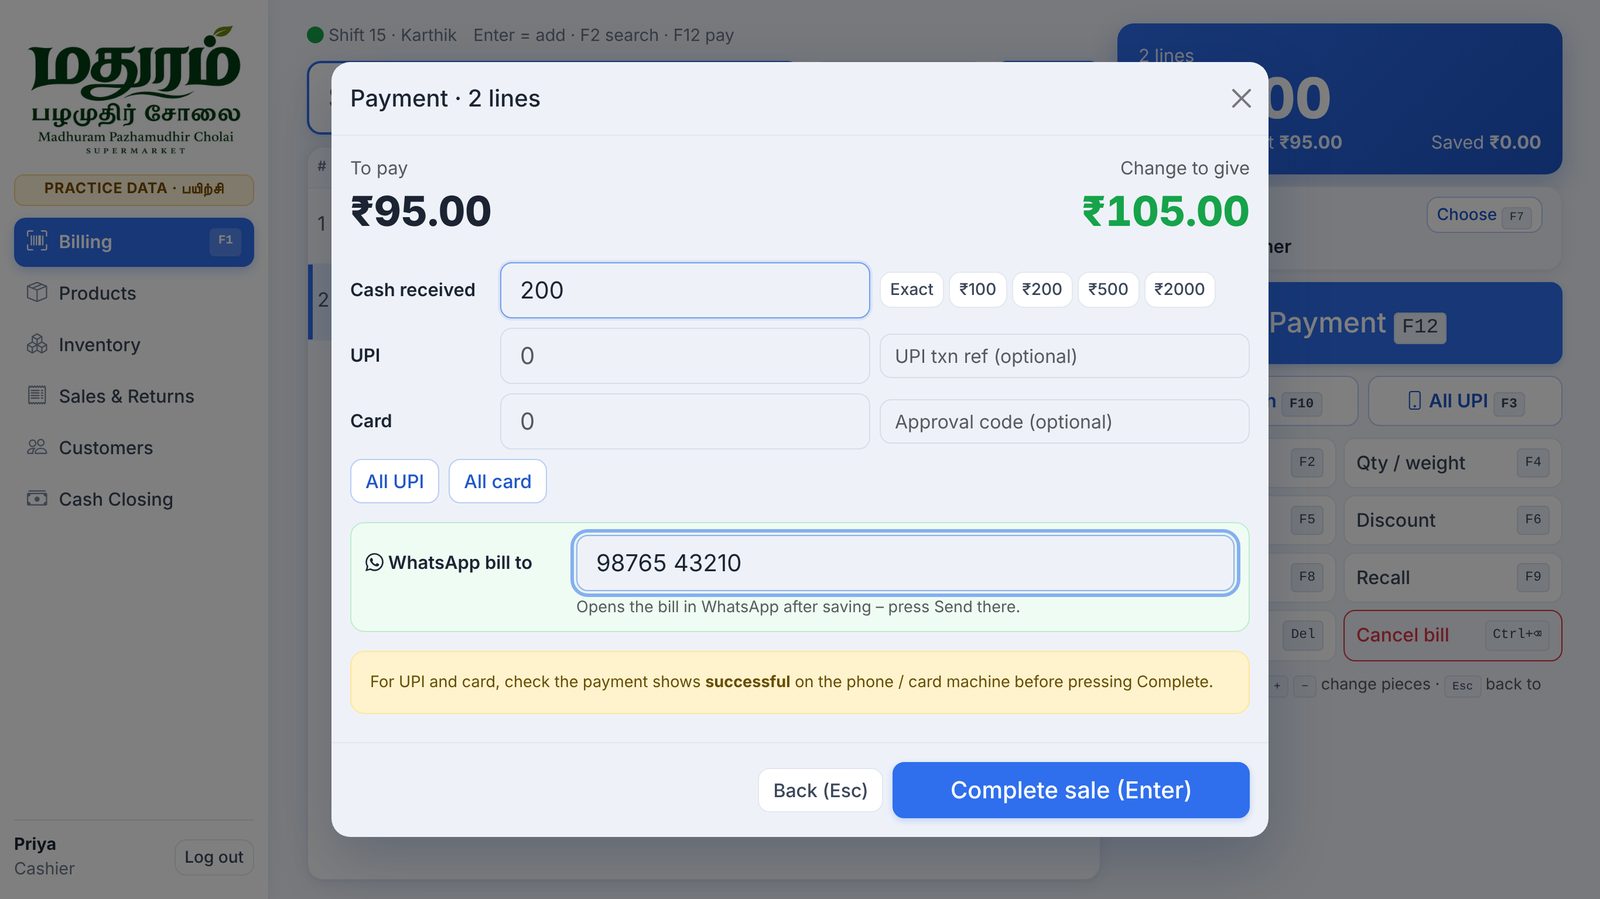 மதுரம்
பழமுதிர் சோலை
Madhuram Pazhamudhir Cholai
SUPERMARKET
PRACTICE DATA · பயிற்சி
Billing F1
Products
Inventory
Sales & Returns
Customers
Cash Closing
Priya
Cashier
Log out
Shift 15 · Karthik Enter = add · F2 search · F12 pay
#
1
2
Payment · 2 lines
To pay
₹95.00
Change to give
₹105.00
Cash received 200 Exact ₹100 ₹200 ₹500 ₹2000
UPI 0 UPI txn ref (optional)
Card 0 Approval code (optional)
All UPI All card
WhatsApp bill to 98765 43210
Opens the bill in WhatsApp after saving – press Send there.
For UPI and card, check the payment shows successful on the phone / card machine before pressing Complete.
Back (Esc) Complete sale (Enter)
2 lines
00
₹95.00 Saved ₹0.00
Choose F7
Payment F12
F10 All UPI F3
F2 Qty / weight F4
F5 Discount F6
F8 Recall F9
Del Cancel bill Ctrl+⌫
+ − change pieces · Esc back to